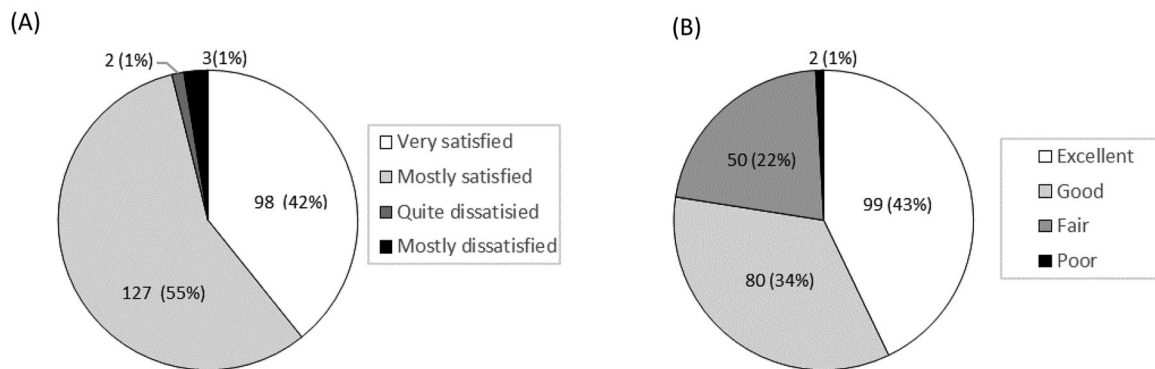 (A)
2 (1%)
3(1%)
98 (42%)
127 (55%)
Very satisfied
Mostly satisfied
Quite dissatisied
Mostly dissatisfied
(B)
2 (1%)
50 (22%)
99 (43%)
80 (34%)
Excellent
Good
Fair
Poor